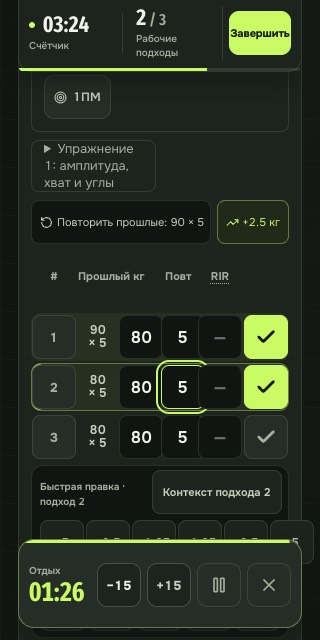 03:24
Счётчик
2 / 3
Рабочие
подходы
Завершить
1ПМ
Упражнение
1: амплитуда,
хват и углы
Повторить прошлые: 90 × 5
+2.5 кг
# Прошлый кг Повт RIR
1 90 × 5 80 5 –
2 80 × 5 80 5 –
3 80 × 5 80 5 –
Быстрая правка ·
подход 2
Контекст подхода 2
Отдых
01:26
−15
+15